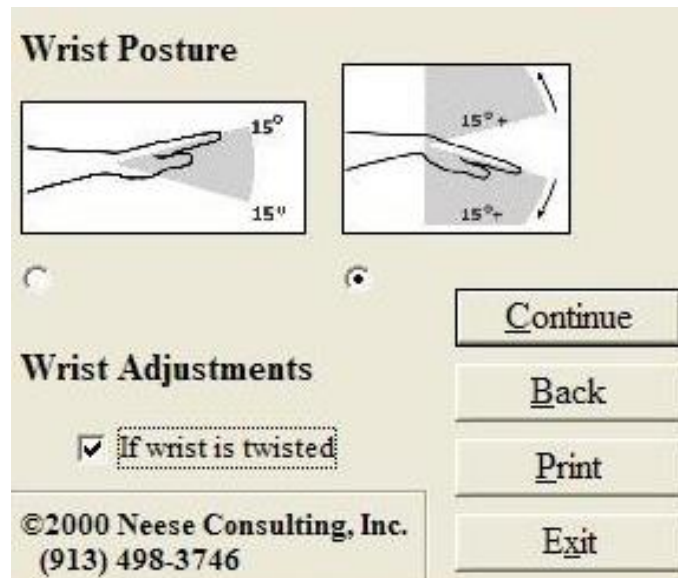 Wrist Posture
15°
15°
15°+
15°+
Continue
Wrist Adjustments
Back
If wrist is twisted
Print
©2000 Neese Consulting, Inc.
(913) 498-3746
Exit